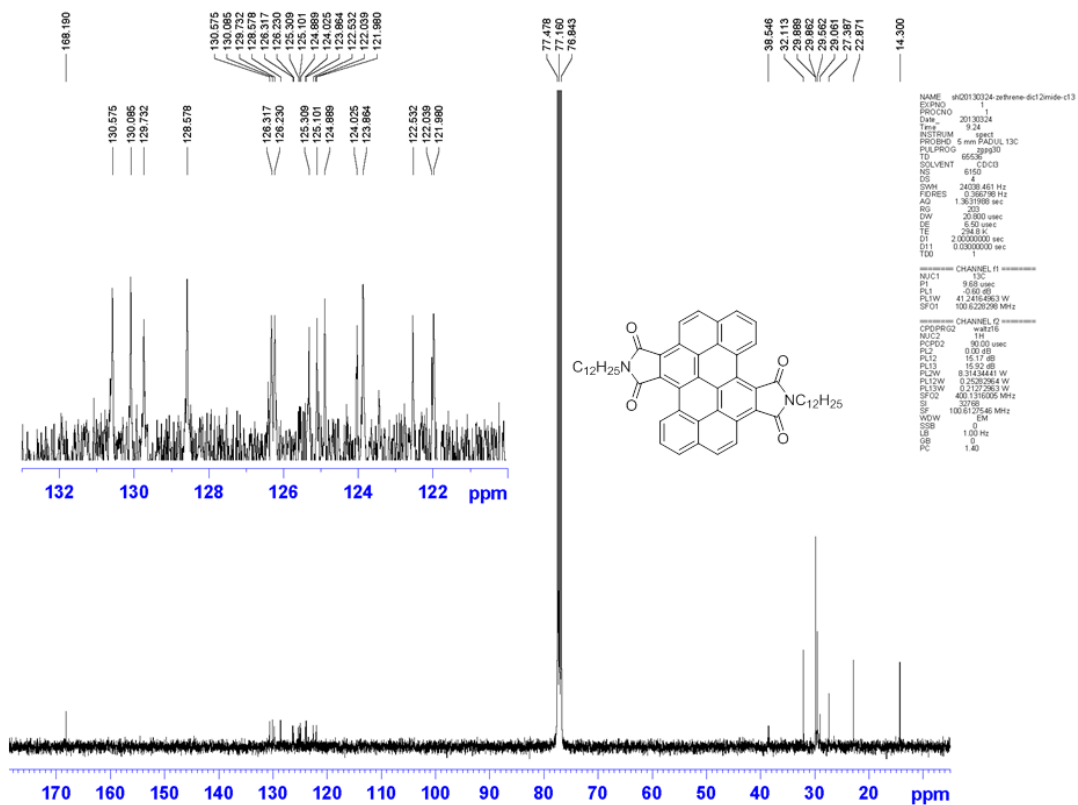 168.190
130.575
130.085
129.732
128.578
126.317
126.230
125.309
125.101
124.889
124.025
123.864
122.532
122.039
121.980
77.478
77.160
76.843
38.546
32.113
29.889
29.862
29.562
29.061
27.387
22.871
14.300
130.575
130.085
129.732
128.578
126.317
126.230
125.309
125.101
124.889
124.025
123.864
122.532
122.039
121.980
132 130 128 126 124 122 ppm
NAME shl20130324-zethrene-dic12imide-c13
EXPNO 1
PROCNO 1
Date_ 20130324
Time 9.24
INSTRUM spect
PROBHD 5 mm PADUL 13C
PULPROG zgpg30
TD 65536
SOLVENT CDCl3
NS 6150
DS 4
SWH 24038.461 Hz
FIDRES 0.366798 Hz
AQ 1.3631988 sec
RG 203
DW 20.800 usec
DE 6.50 usec
TE 294.8 K
D1 2.00000000 sec
D11 0.03000000 sec
TD0 1
======== CHANNEL f1 ========
NUC1 13C
P1 9.68 usec
PL1 -0.60 dB
PL1W 41.24164963 W
SFO1 100.6228298 MHz
======== CHANNEL f2 ========
CPDPRG2 waltz16
NUC2 1H
PCPD2 90.00 usec
PL2 0.00 dB
PL12 15.17 dB
PL13 15.92 dB
PL2W 8.31434441 W
PL12W 0.25282964 W
PL13W 0.21272963 W
SFO2 400.1316005 MHz
SI 32768
SF 100.6127546 MHz
WDW EM
SSB 0
LB 1.00 Hz
GB 0
PC 1.40
O
O
C12H25
N
O
O
N
C12H25
170 160 150 140 130 120 110 100 90 80 70 60 50 40 30 20 ppm